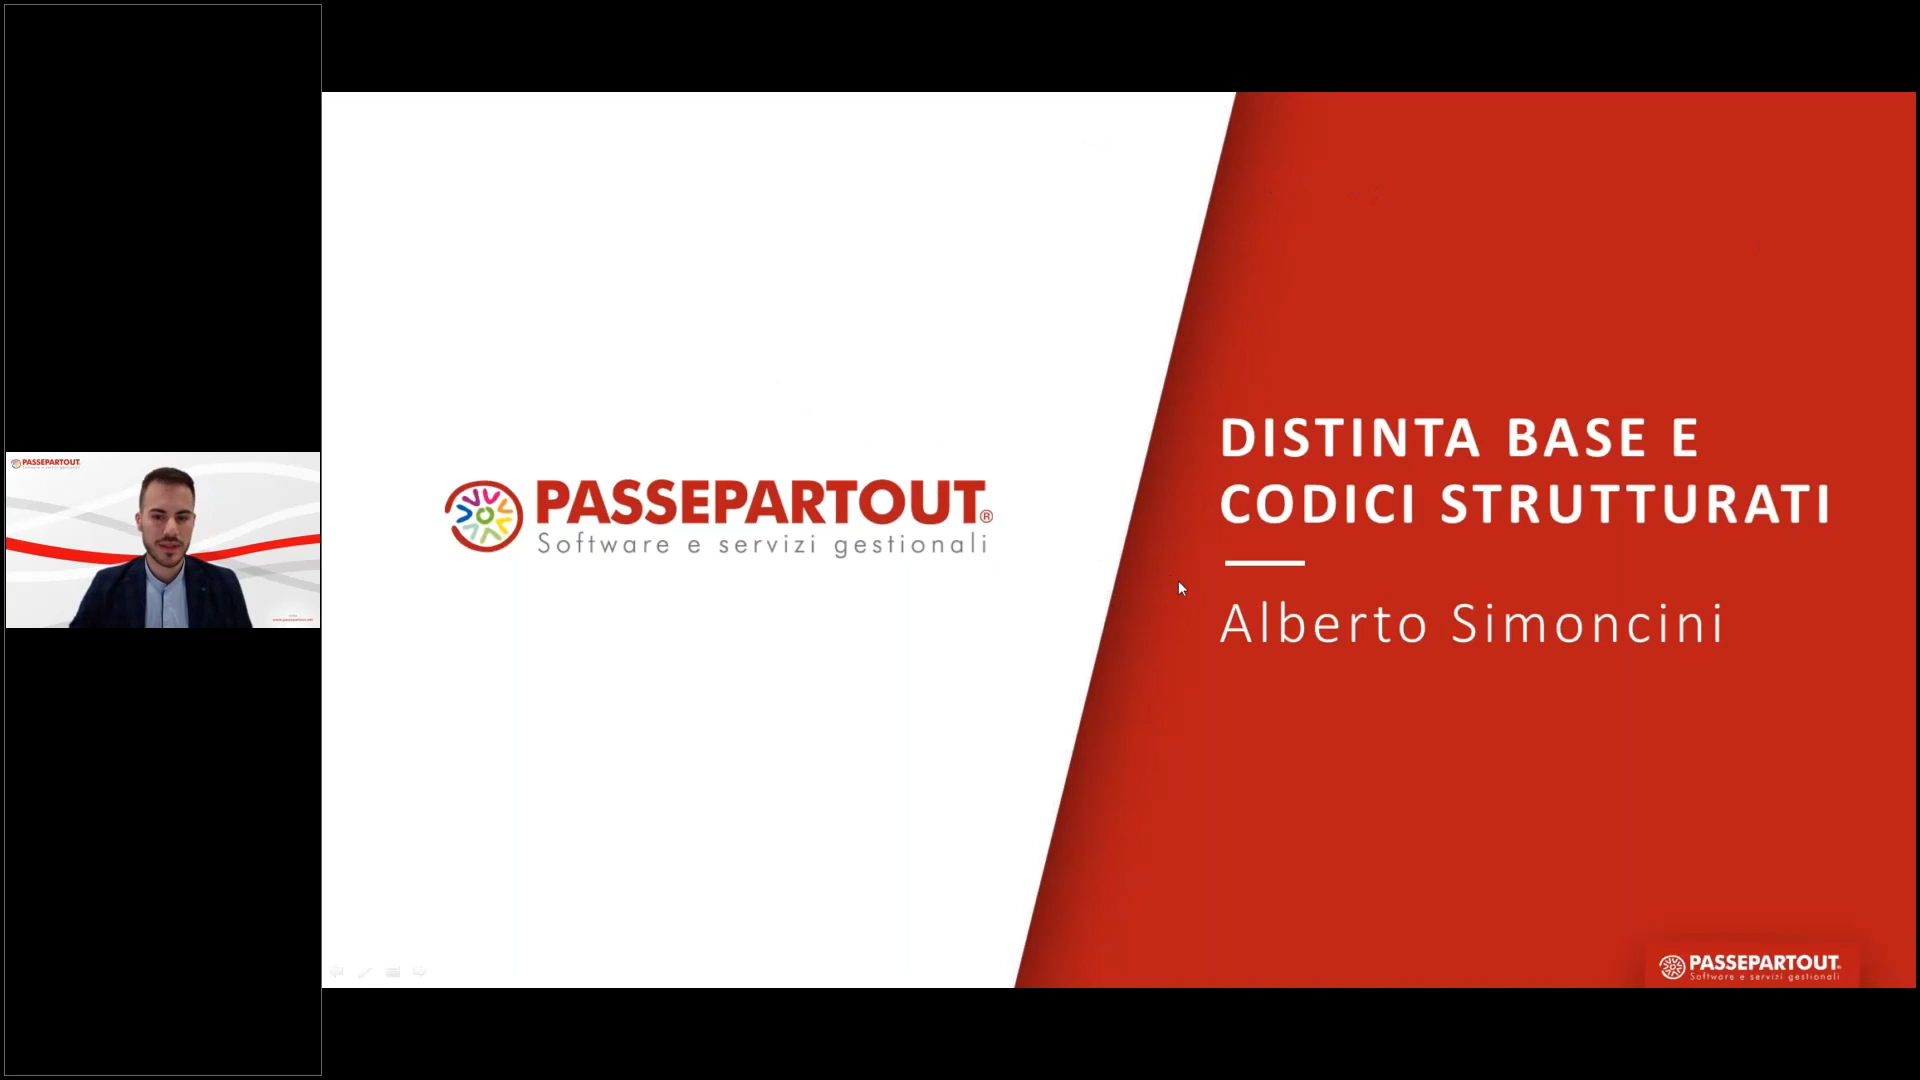 PASSEPARTOUT
PASSEPARTOUT®
Software e servizi gestionali
DISTINTA BASE E
CODICI STRUTTURATI
Alberto Simoncini
PASSEPARTOUT
Software e servizi gestionali